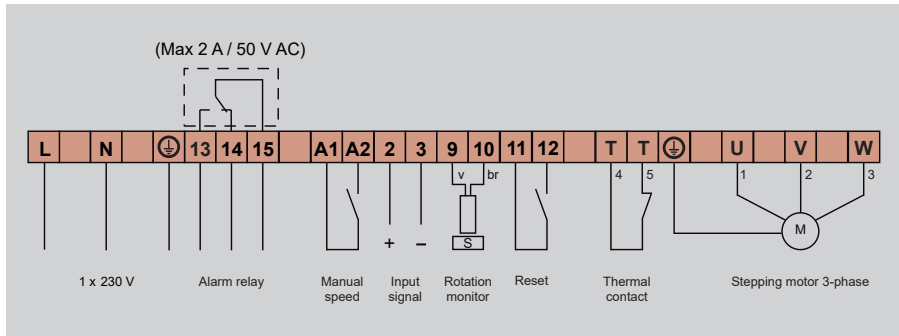 (Max 2 A / 50 V AC)
L N 13 14 15 A1 A2 2 3 9 10 11 12 T T U V W
v br 4 5 1 2 3
M
+ – S
1 x 230 V Alarm relay Manual speed Input signal Rotation monitor Reset Thermal contact Stepping motor 3-phase